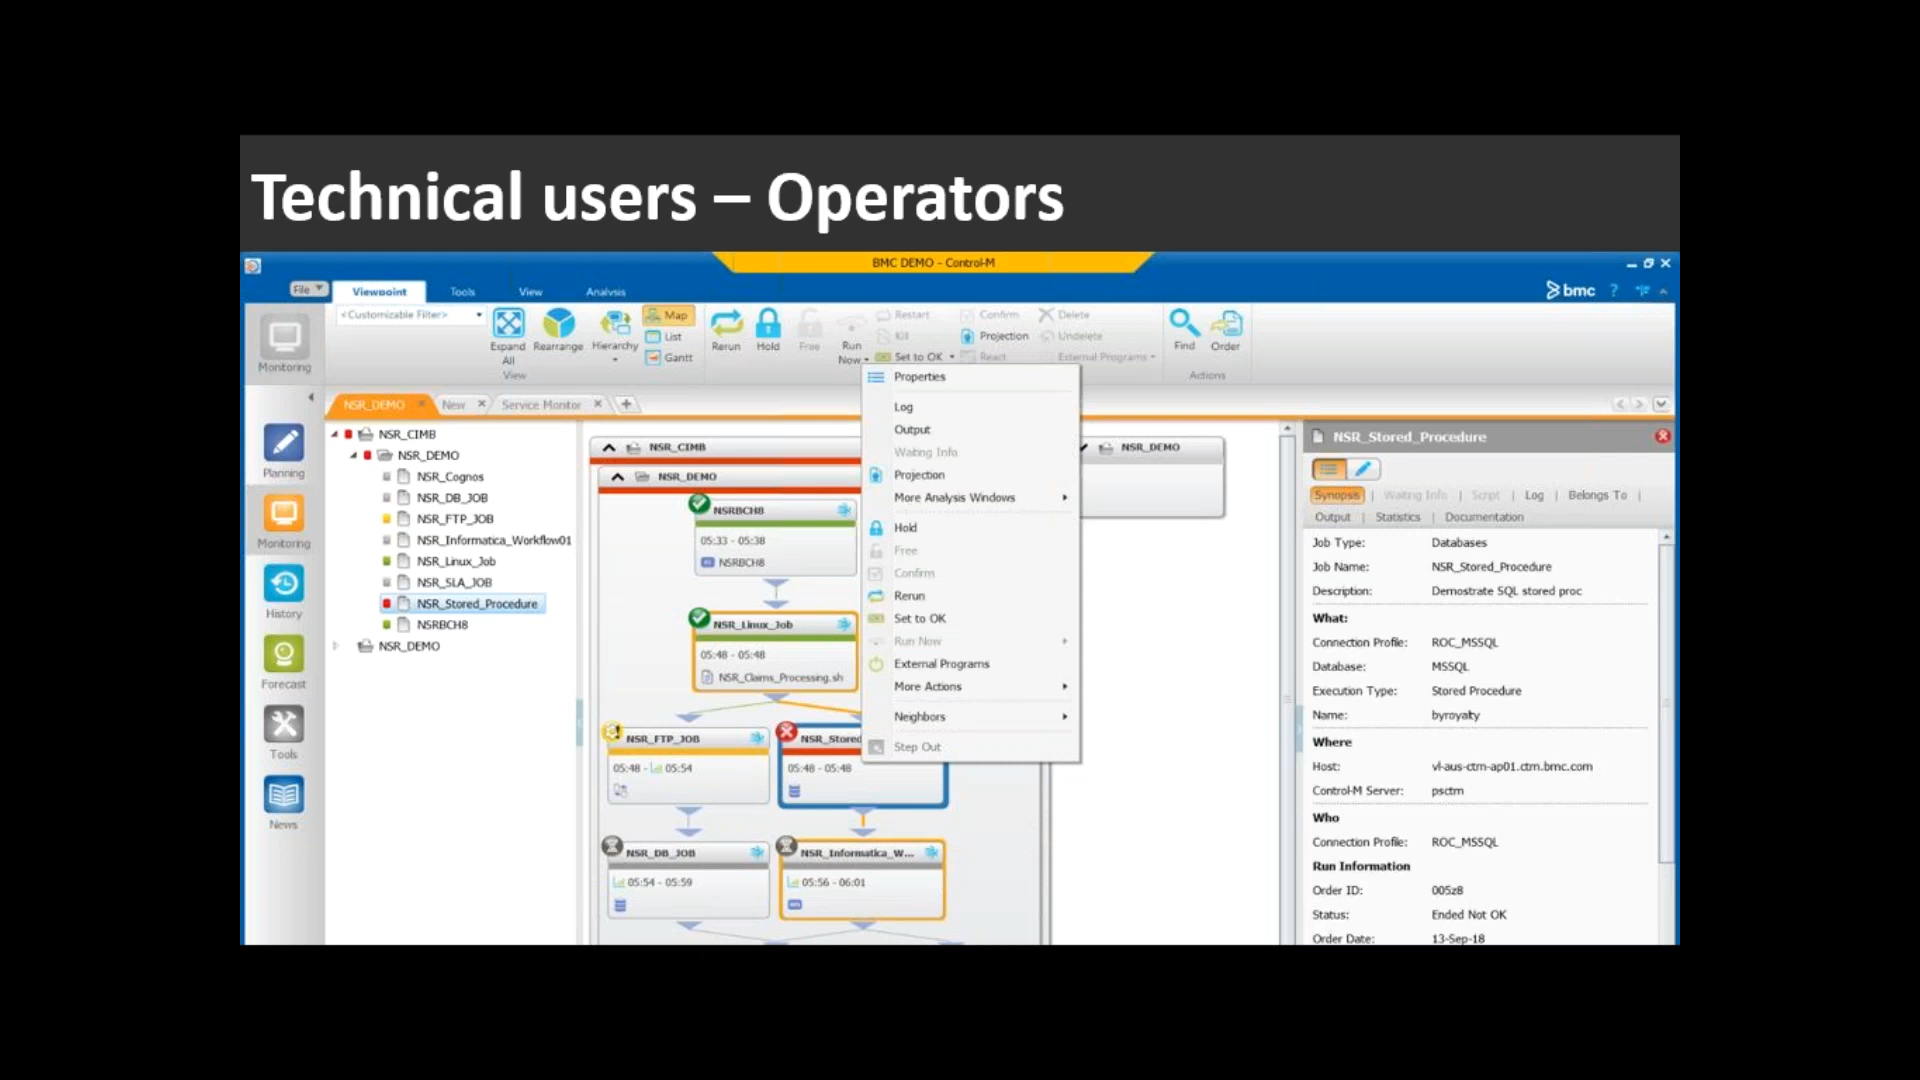 Technical users – Operators
BMC DEMO - Control-M
File
Viewpoint
Tools
View
Analysis
bmc
?
Monitoring
<Customizable Filter>
Expand All
Rearrange
Hierarchy
Map
List
Gantt
View
Rerun
Hold
Free
Run Now
Restart
Kill
Set to OK
Confirm
Projection
React
Delete
Undelete
External Programs
Find
Order
Actions
NSR_DEMO
New
Service Monitor
Planning
Monitoring
History
Forecast
Tools
News
NSR_CIMB
NSR_DEMO
NSR_Cognos
NSR_DB_JOB
NSR_FTP_JOB
NSR_Informatica_Workflow01
NSR_Linux_Job
NSR_SLA_JOB
NSR_Stored_Procedure
NSRBCH8
NSR_DEMO
NSR_CIMB
NSR_DEMO
NSRBCH8
05:33 - 05:38
NSRBCH8
NSR_Linux_Job
05:48 - 05:48
NSR_Claims_Processing.sh
NSR_FTP_JOB
05:48 - 05:54
NSR_Stored
05:48 - 05:48
NSR_DB_JOB
05:54 - 05:59
NSR_Informatica_W...
05:56 - 06:01
NSR_DEMO
Properties
Log
Output
Waiting Info
Projection
More Analysis Windows
Hold
Free
Confirm
Rerun
Set to OK
Run Now
External Programs
More Actions
Neighbors
Step Out
NSR_Stored_Procedure
Synopsis | Waiting Info | Script | Log | Belongs To |
Output | Statistics | Documentation
Job Type: Databases
Job Name: NSR_Stored_Procedure
Description: Demostrate SQL stored proc
What:
Connection Profile: ROC_MSSQL
Database: MSSQL
Execution Type: Stored Procedure
Name: byroyalty
Where
Host: vl-aus-ctm-ap01.ctm.bmc.com
Control-M Server: psctm
Who
Connection Profile: ROC_MSSQL
Run Information
Order ID: 005z8
Status: Ended Not OK
Order Date: 13-Sep-18